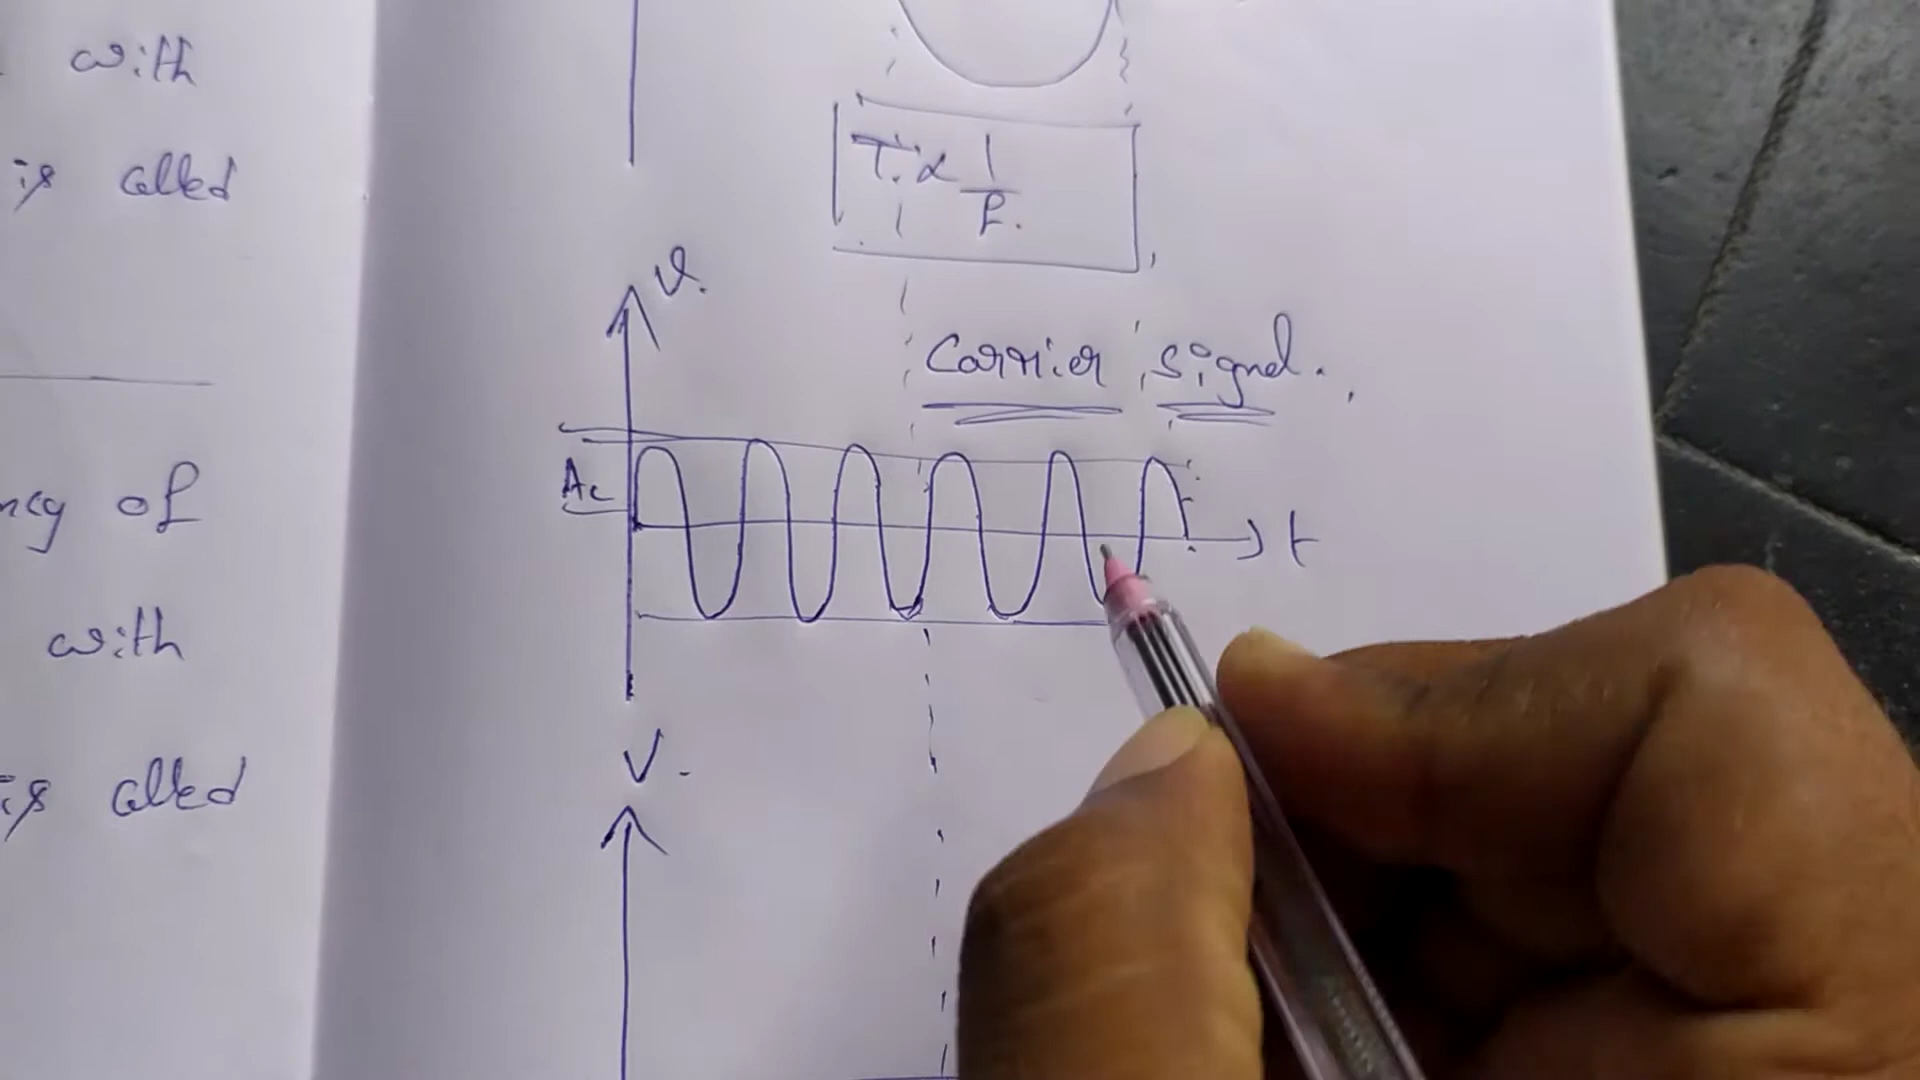 with
is called
ncy of
with
is called
T ∝ 1/f.
V.
Carrier signal.
Ac
t
V.